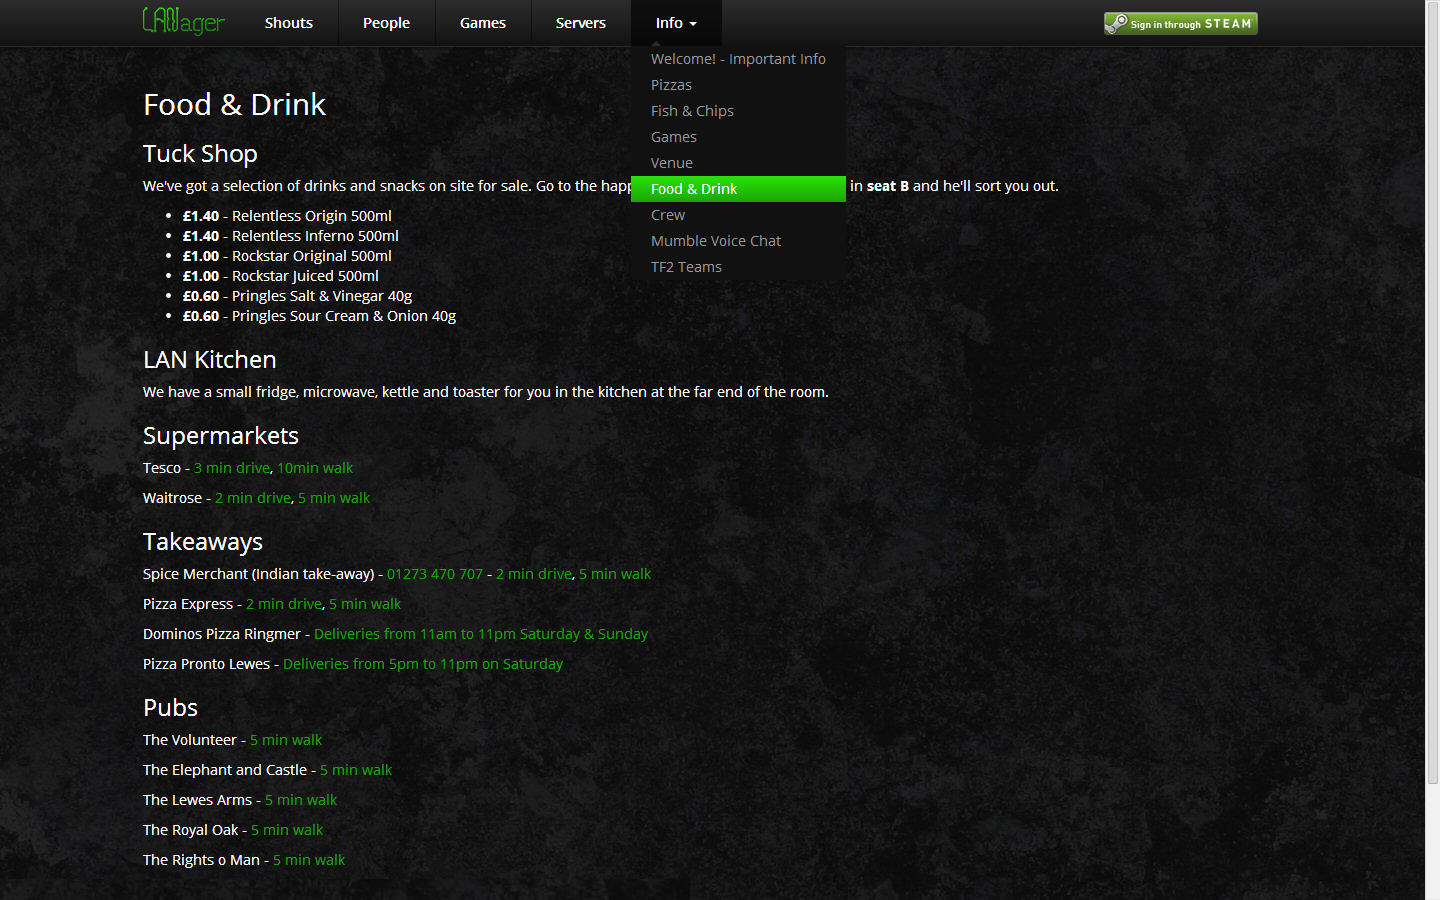 LANager Shouts People Games Servers Info Sign in through STEAM
Welcome! - Important Info
Pizzas
Fish & Chips
Games
Venue
Food & Drink
Crew
Mumble Voice Chat
TF2 Teams
Food & Drink
Tuck Shop
We've got a selection of drinks and snacks on site for sale. Go to the happ in seat B and he'll sort you out.
• £1.40 - Relentless Origin 500ml
• £1.40 - Relentless Inferno 500ml
• £1.00 - Rockstar Original 500ml
• £1.00 - Rockstar Juiced 500ml
• £0.60 - Pringles Salt & Vinegar 40g
• £0.60 - Pringles Sour Cream & Onion 40g
LAN Kitchen
We have a small fridge, microwave, kettle and toaster for you in the kitchen at the far end of the room.
Supermarkets
Tesco - 3 min drive, 10min walk
Waitrose - 2 min drive, 5 min walk
Takeaways
Spice Merchant (Indian take-away) - 01273 470 707 - 2 min drive, 5 min walk
Pizza Express - 2 min drive, 5 min walk
Dominos Pizza Ringmer - Deliveries from 11am to 11pm Saturday & Sunday
Pizza Pronto Lewes - Deliveries from 5pm to 11pm on Saturday
Pubs
The Volunteer - 5 min walk
The Elephant and Castle - 5 min walk
The Lewes Arms - 5 min walk
The Royal Oak - 5 min walk
The Rights o Man - 5 min walk